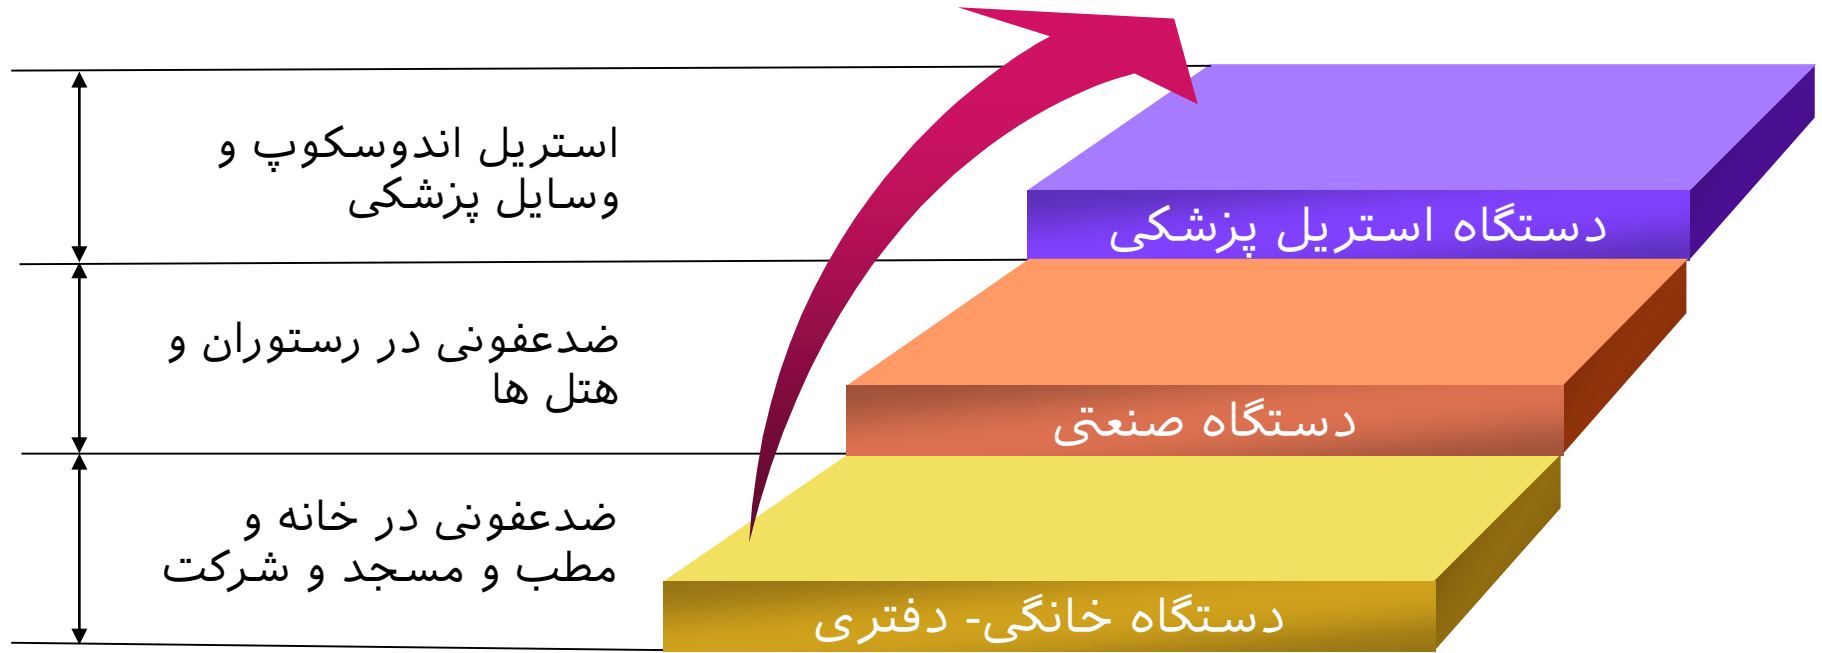 استریل اندوسکوپ و
وسایل پزشکی
دستگاه استریل پزشکی
ضدعفونی در رستوران و
هتل ها
دستگاه صنعتی
ضدعفونی در خانه و
مطب و مسجد و شرکت
دستگاه خانگی- دفتری